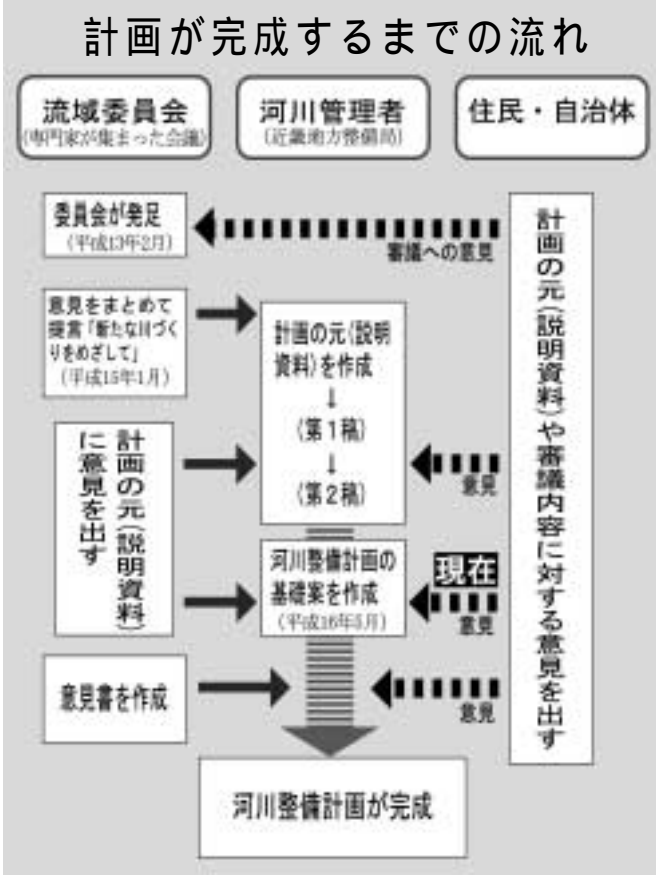 計画が完成するまでの流れ
流域委員会
(専門家が集まった会議)
河川管理者
(近畿地方整備局)
住民・自治体
委員会が発足
(平成13年2月)
審議への意見
意見をまとめて
提言「新たな川づく
りをめざして」
(平成15年1月)
計画の元(説明
資料)を作成
↓
(第1稿)
↓
(第2稿)
計画の元(説明資料)
に意見を出す
意見
河川整備計画の
基礎案を作成
(平成16年5月)
現在
意見
意見書を作成
意見
計画の元(説明資料)や審議内容に対する意見を出す
河川整備計画が完成